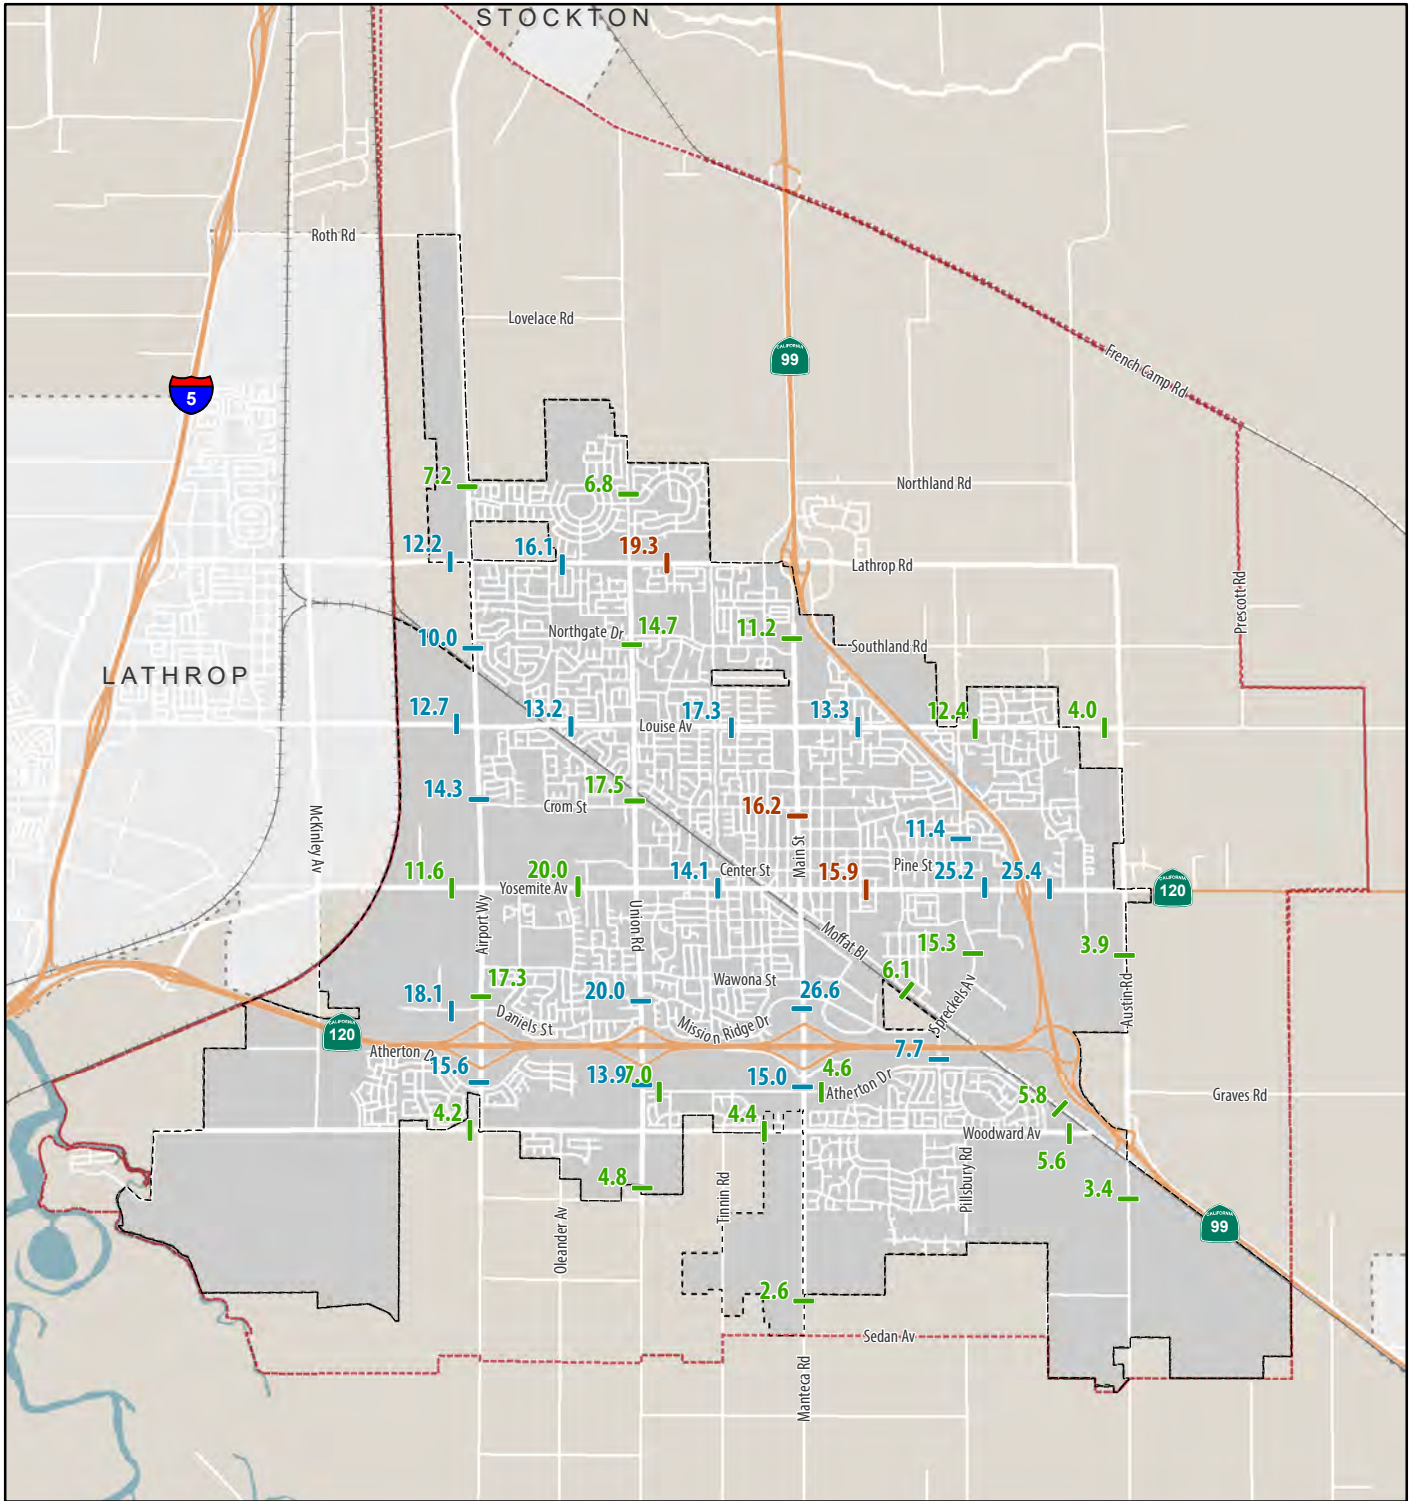 STOCKTON
Roth Rd
Lovelace Rd
CALIFORNIA
99
5
French Camp Rd
7.2
6.8
Northland Rd
12.2
16.1
19.3
Lathrop Rd
Prescott Rd
10.0
Northgate Dr
14.7
11.2
Southland Rd
LATHROP
12.7
13.2
Louise Av
17.3
13.3
12.4
4.0
14.3
Crom St
17.5
16.2
McKinley Av
11.4
Main St
11.6
20.0
Yosemite Av
14.1
Center St
15.9
Pine St
25.2
25.4
CALIFORNIA
120
Airport Wy
Union Rd
Moffat Bl
15.3
3.9
17.3
18.1
20.0
Wawona St
26.6
6.1
Spreckels Av
Austin Rd
CALIFORNIA
120
Daniels St
Mission Ridge Dr
Atherton D
15.6
13.9
7.0
15.0
4.6
Atherton Dr
7.7
4.2
4.4
5.8
Graves Rd
Woodward Av
5.6
4.8
Tinnin Rd
Pillsbury Rd
3.4
Oleander Av
CALIFORNIA
99
2.6
Sedan Av
Manteca Rd